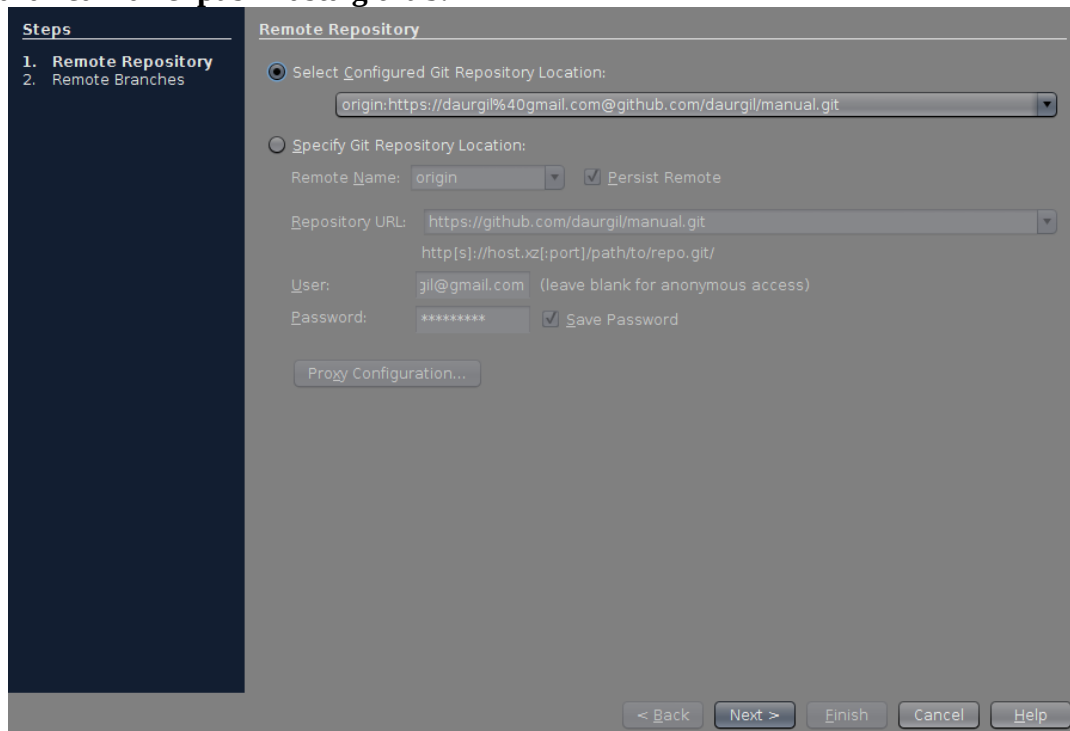 Steps
1. Remote Repository
2. Remote Branches
Remote Repository
Select Configured Git Repository Location:
origin:https://daurgil%40gmail.com@github.com/daurgil/manual.git
Specify Git Repository Location:
Remote Name: origin Persist Remote
Repository URL: https://github.com/daurgil/manual.git
http[s]://host.xz[:port]/path/to/repo.git/
User: gil@gmail.com (leave blank for anonymous access)
Password: ********* Save Password
Proxy Configuration...
< Back Next > Finish Cancel Help